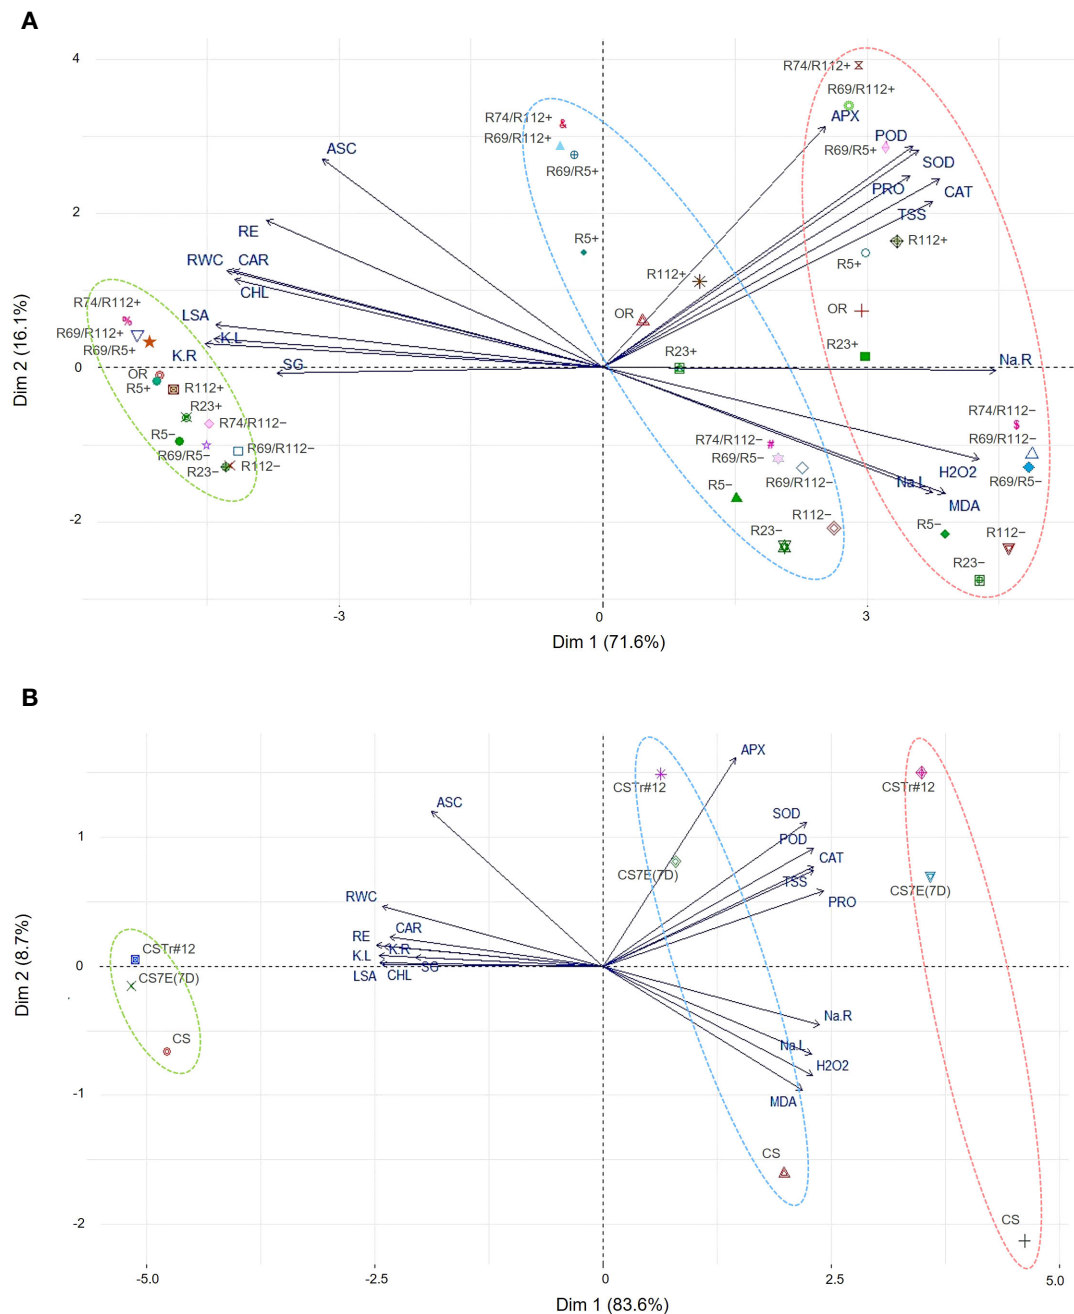 A
4
2
0
-2
Dim 2 (16.1%)
R74/R112+
R69/R112+
APX
POD
R69/R5+
SOD
PRO
CAT
TSS
R112+
R5+
OR
R23+
Na.R
R74/R112−
R69/R112−
R69/R5−
H2O2
Na.L
MDA
R5−
R112−
R23−
R74/R112+
R69/R112+
R69/R5+
R5+
R112+
OR
R23+
R74/R112−
R69/R5−
R69/R112−
R5−
R112−
R23−
ASC
RE
RWC CAR
CHL
LSA
K.L
K.R
SG
R74/R112+
R69/R112+
R69/R5+
OR
R5+
R112+
R23+
R74/R112−
R5−
R69/R5−
R69/R112−
R23−
R112−
-3
0
3
Dim 1 (71.6%)
B
1
0
-1
-2
Dim 2 (8.7%)
APX
CSTr#12
CSTr#12
ASC
SOD
POD
CAT
CS7E(7D)
TSS
CS7E(7D)
PRO
RWC
CAR
RE
K.R
K.L
SG
LSA CHL
CSTr#12
CS7E(7D)
CS
Na.R
Na.L
H2O2
MDA
CS
CS
-5.0
-2.5
0
2.5
5.0
Dim 1 (83.6%)